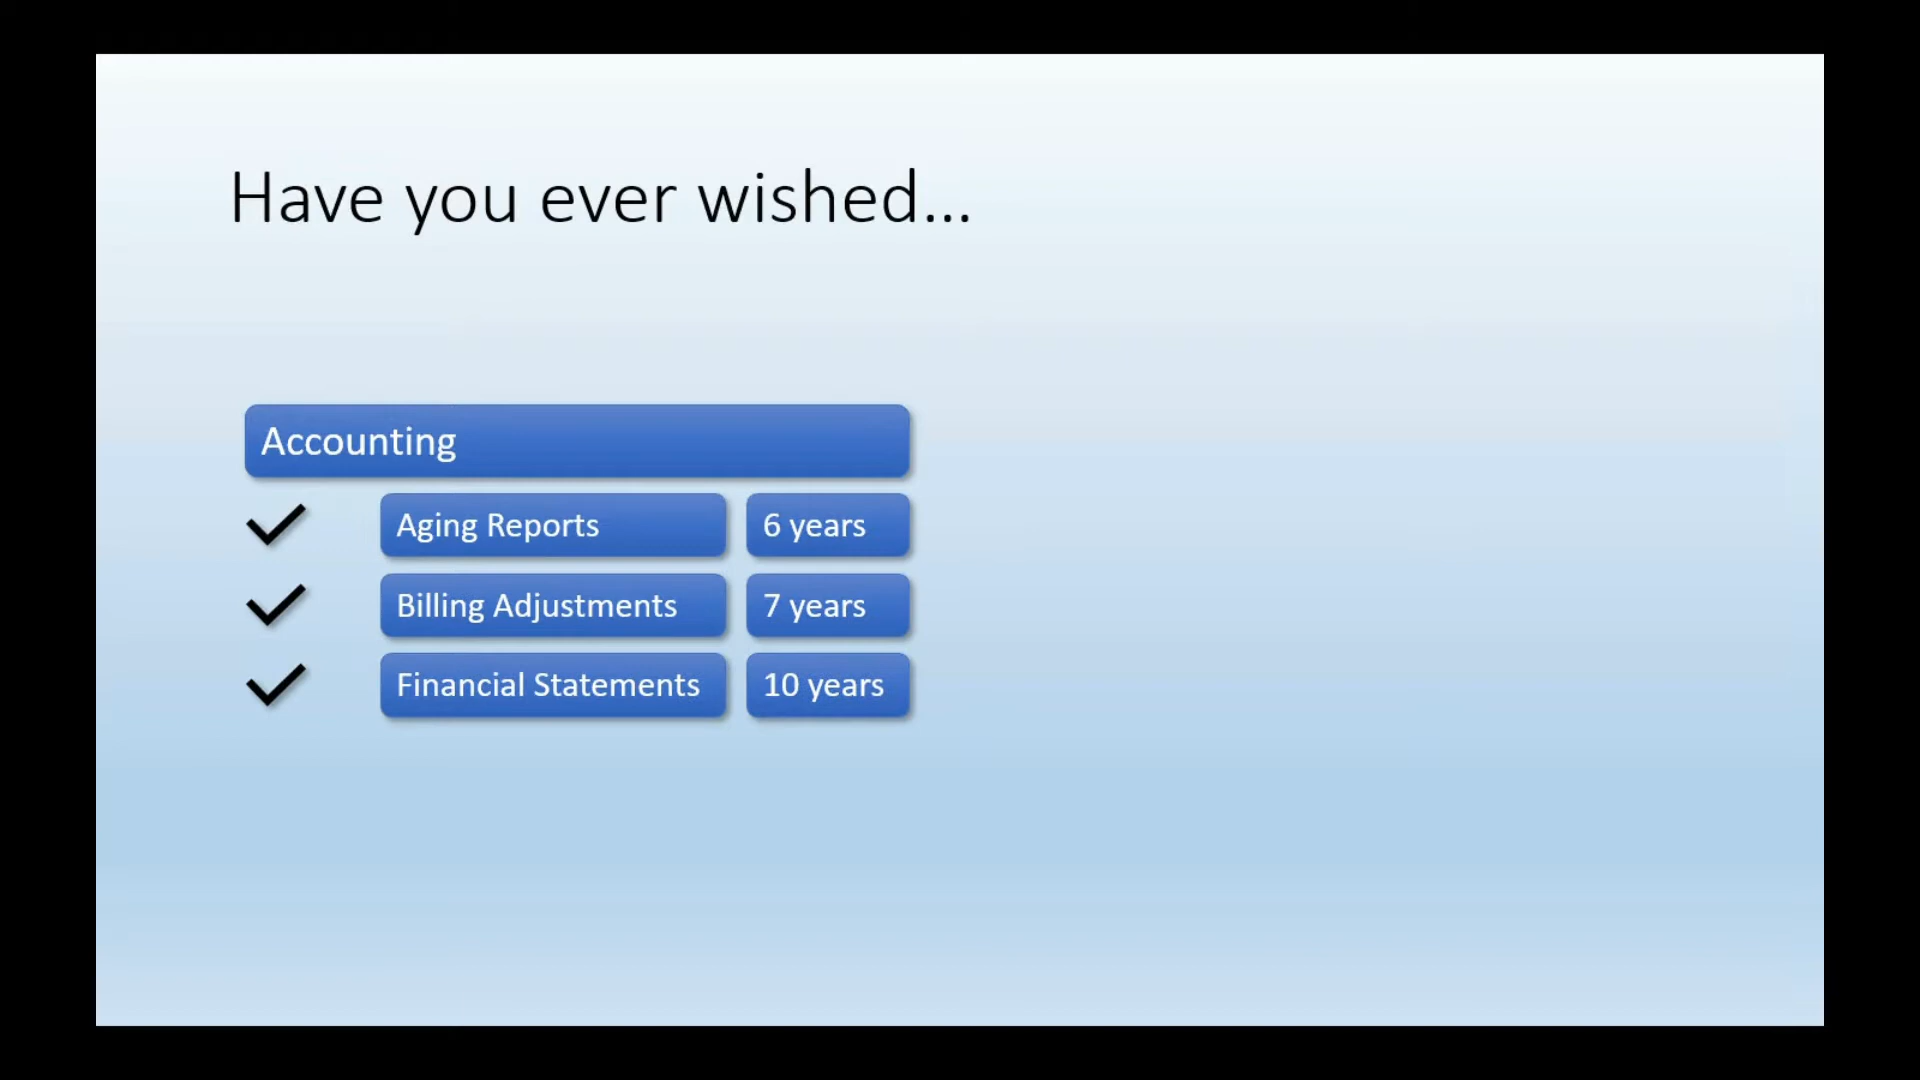 Have you ever wished...
Accounting
Aging Reports 6 years
Billing Adjustments 7 years
Financial Statements 10 years